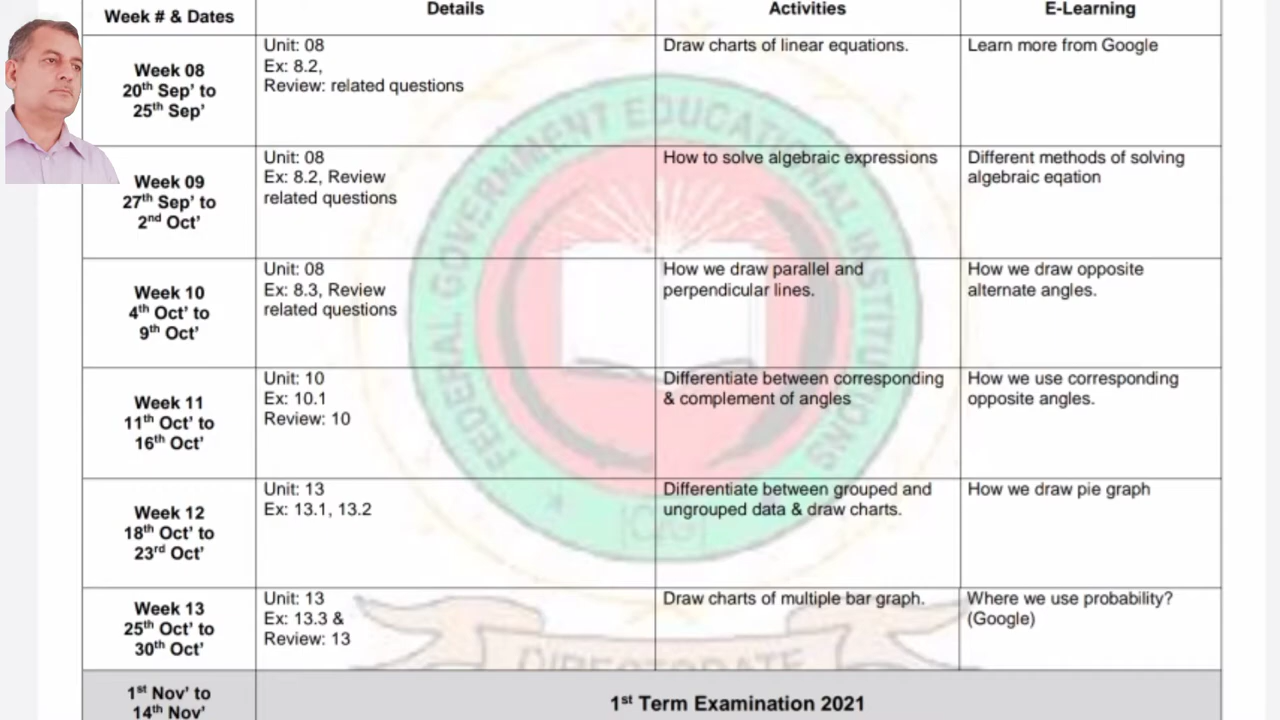 Week # & Dates
Details
Activities
E-Learning
Week 08
20th Sep' to
25th Sep'
Unit: 08
Ex: 8.2,
Review: related questions
Draw charts of linear equations.
Learn more from Google
Week 09
27th Sep' to
2nd Oct'
Unit: 08
Ex: 8.2, Review
related questions
How to solve algebraic expressions
Different methods of solving
algebraic eqation
Week 10
4th Oct' to
9th Oct'
Unit: 08
Ex: 8.3, Review
related questions
How we draw parallel and
perpendicular lines.
How we draw opposite
alternate angles.
Week 11
11th Oct' to
16th Oct'
Unit: 10
Ex: 10.1
Review: 10
Differentiate between corresponding
& complement of angles
How we use corresponding
opposite angles.
Week 12
18th Oct' to
23rd Oct'
Unit: 13
Ex: 13.1, 13.2
Differentiate between grouped and
ungrouped data & draw charts.
How we draw pie graph
Week 13
25th Oct' to
30th Oct'
Unit: 13
Ex: 13.3 &
Review: 13
Draw charts of multiple bar graph.
Where we use probability?
(Google)
1st Nov' to
14th Nov'
1st Term Examination 2021
FEDERAL GOVERNMENT EDUCATIONAL INSTITUTIONS
(C/G)
DIRECTORATE